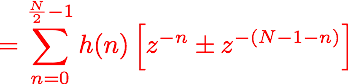 $= \sum_{n=0}^{\frac{N}{2}-1} h(n) \left[ z^{-n} \pm z^{-(N-1-n)} \right]$